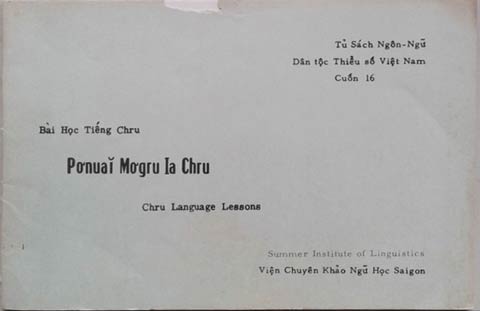 Tủ Sách Ngôn-Ngữ
Dân tộc Thiểu số Việt Nam
Cuốn 16
Bài Học Tiếng Chru
Pơnuaĭ Mơgru Ia Chru
Chru Language Lessons
Summer Institute of Linguistics
Viện Chuyên Khảo Ngữ Học Saigon